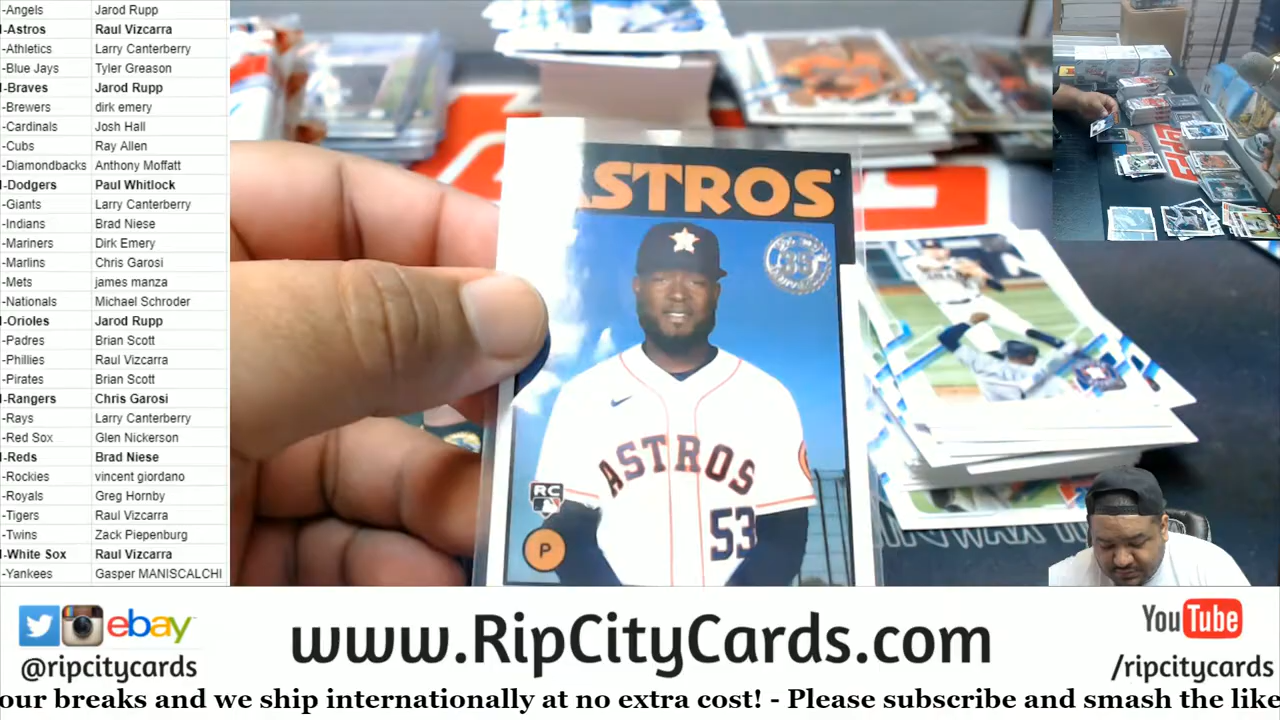 -Angels Jarod Rupp
-Astros Raul Vizcarra
-Athletics Larry Canterberry
-Blue Jays Tyler Greason
-Braves Jarod Rupp
-Brewers dirk emery
-Cardinals Josh Hall
-Cubs Ray Allen
-Diamondbacks Anthony Moffatt
-Dodgers Paul Whitlock
-Giants Larry Canterberry
-Indians Brad Niese
-Mariners Dirk Emery
-Marlins Chris Garosi
-Mets james manza
-Nationals Michael Schroder
-Orioles Jarod Rupp
-Padres Brian Scott
-Phillies Raul Vizcarra
-Pirates Brian Scott
-Rangers Chris Garosi
-Rays Larry Canterberry
-Red Sox Glen Nickerson
-Reds Brad Niese
-Rockies vincent giordano
-Royals Greg Hornby
-Tigers Raul Vizcarra
-Twins Zack Piepenburg
-White Sox Raul Vizcarra
-Yankees Gasper MANISCALCHI
ASTROS
ASTROS
53
RC
P
ebay
@ripcitycards
www.RipCityCards.com
YouTube
/ripcitycards
our breaks and we ship internationally at no extra cost! - Please subscribe and smash the like